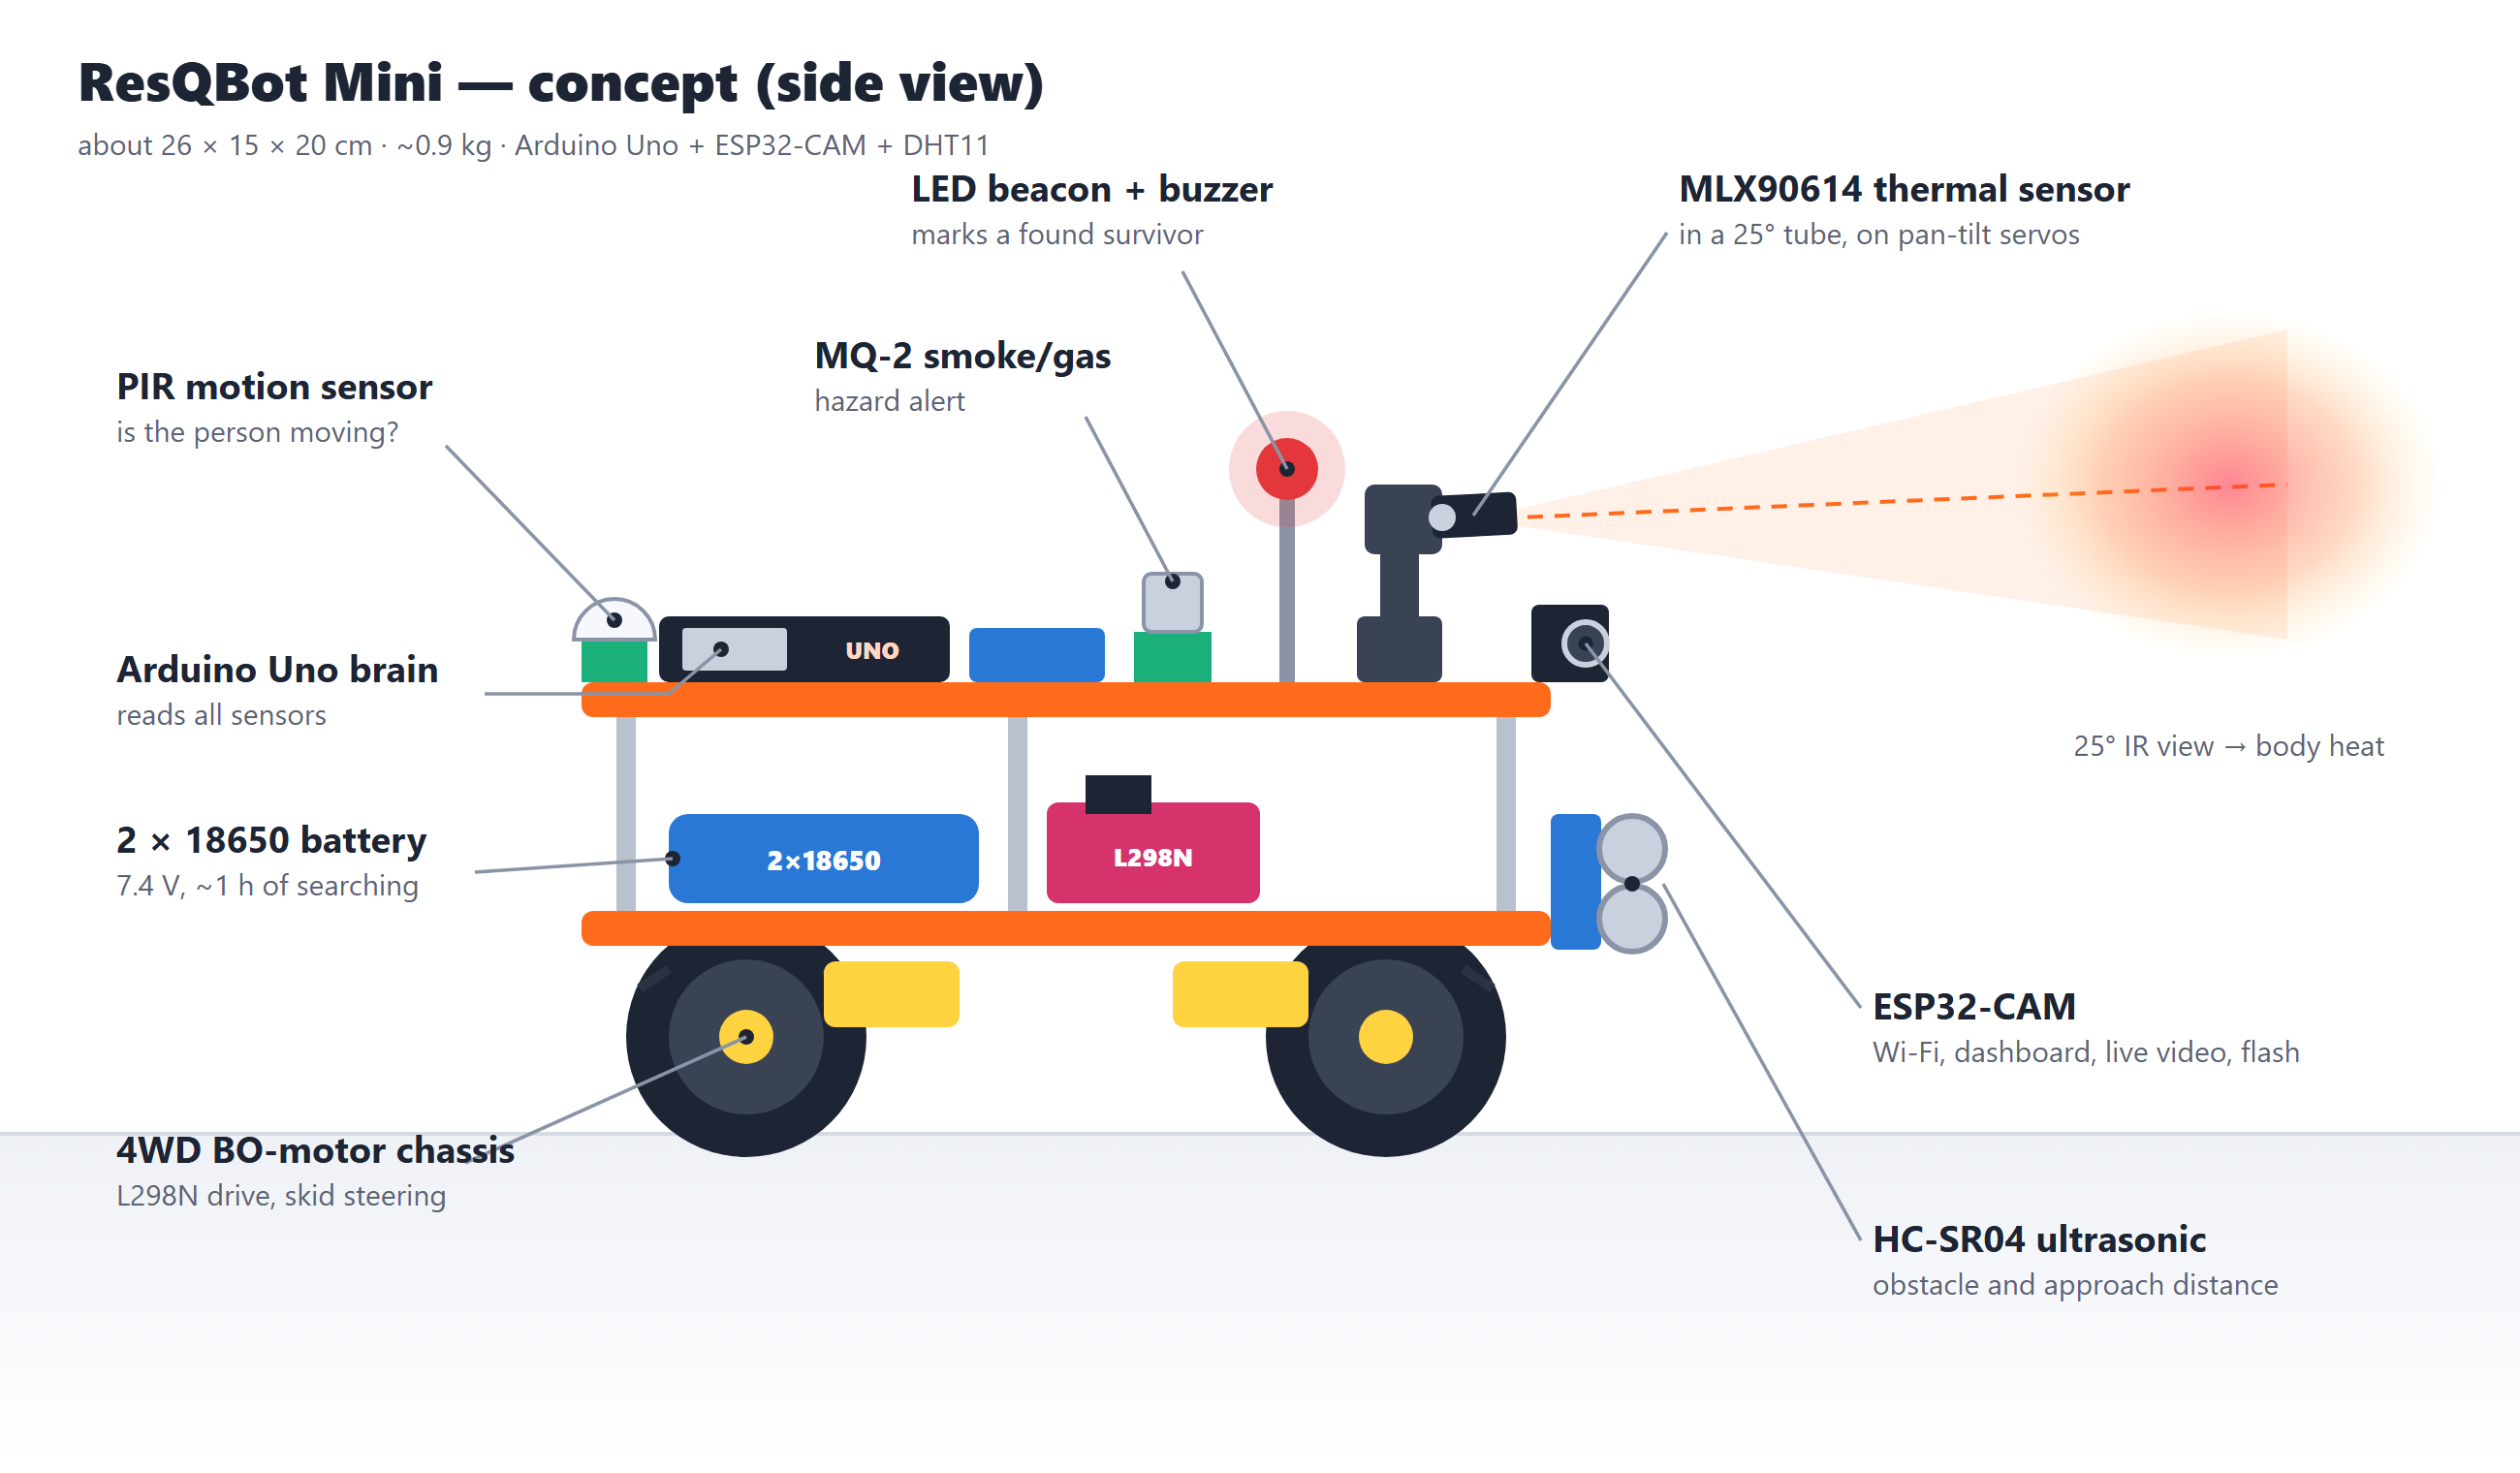 ResQBot Mini — concept (side view)
about 26 × 15 × 20 cm · ~0.9 kg · Arduino Uno + ESP32-CAM + DHT11
LED beacon + buzzer
marks a found survivor
MLX90614 thermal sensor
in a 25° tube, on pan-tilt servos
MQ-2 smoke/gas
hazard alert
PIR motion sensor
is the person moving?
UNO
Arduino Uno brain
reads all sensors
25° IR view → body heat
2 × 18650 battery
7.4 V, ~1 h of searching
2×18650
L298N
ESP32-CAM
Wi-Fi, dashboard, live video, flash
4WD BO-motor chassis
L298N drive, skid steering
HC-SR04 ultrasonic
obstacle and approach distance